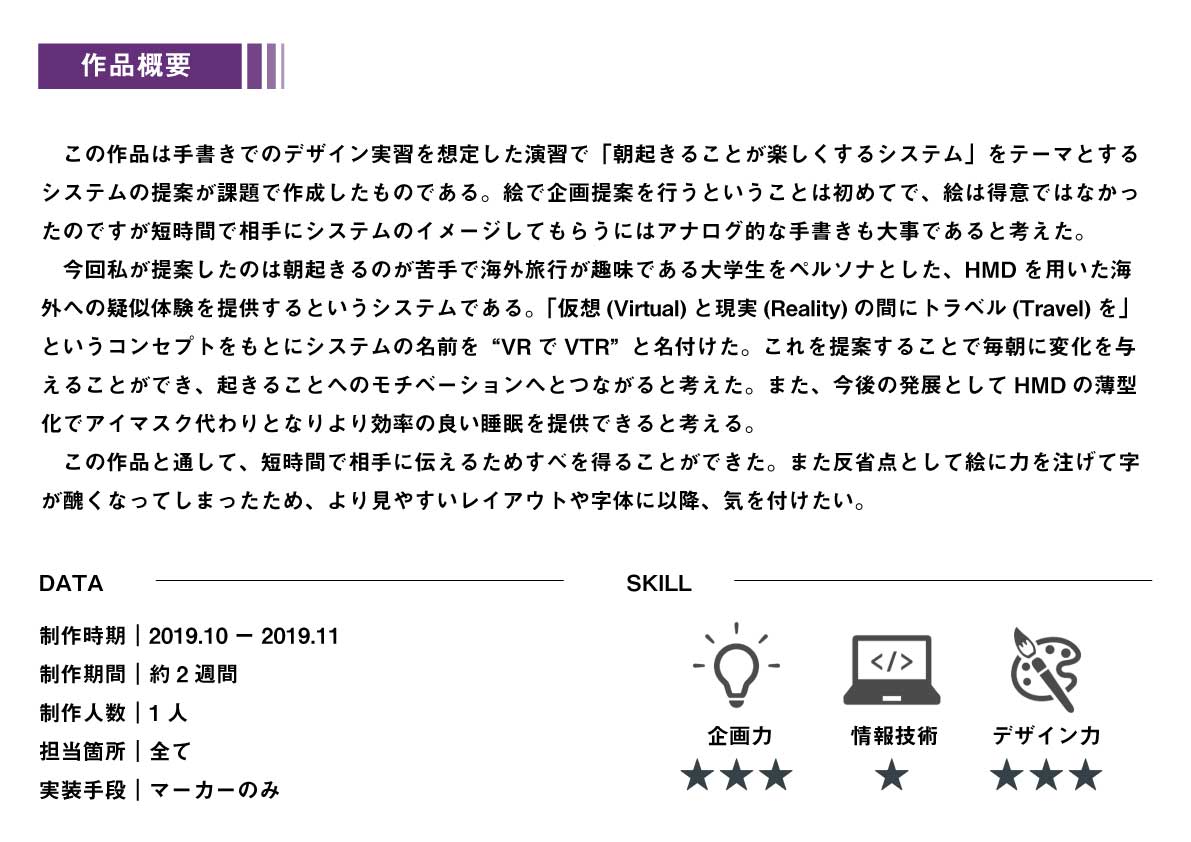 作品概要
この作品は手書きでのデザイン実習を想定した演習で「朝起きることが楽しくするシステム」をテーマとする
システムの提案が課題で作成したものである。絵で企画提案を行うということは初めてで、絵は得意ではなかっ
たのですが短時間で相手にシステムのイメージしてもらうにはアナログ的な手書きも大事であると考えた。
今回私が提案したのは朝起きるのが苦手で海外旅行が趣味である大学生をペルソナとした、HMD を用いた海
外への疑似体験を提供するというシステムである。「仮想 (Virtual) と現実 (Reality) の間にトラベル (Travel) を」
というコンセプトをもとにシステムの名前を “VR で VTR” と名付けた。これを提案することで毎朝に変化を与
えることができ、起きることへのモチベーションへとつながると考えた。また、今後の発展として HMD の薄型
化でアイマスク代わりとなりより効率の良い睡眠を提供できると考える。
この作品と通して、短時間で相手に伝えるためすべを得ることができた。また反省点として絵に力を注げて字
が醜くなってしまったため、より見やすいレイアウトや字体に以降、気を付けたい。
DATA
制作時期｜2019.10 ー 2019.11
制作期間｜約 2 週間
制作人数｜1 人
担当箇所｜全て
実装手段｜マーカーのみ
SKILL
</>
企画力 情報技術 デザイン力
★★★ ★ ★★★